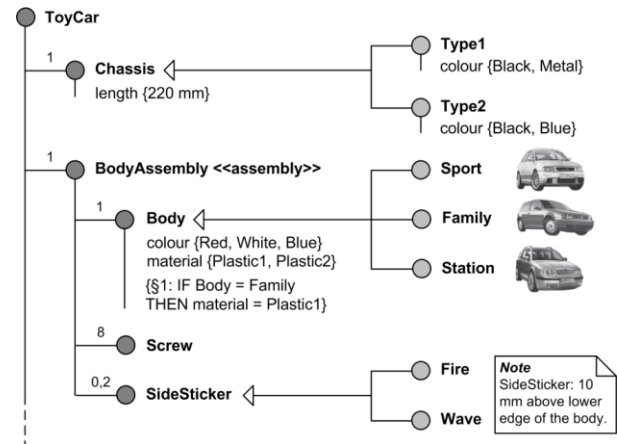 ToyCar
1
Chassis
length {220 mm}
Type1
colour {Black, Metal}
Type2
colour {Black, Blue}
1
BodyAssembly <<assembly>>
1
Body
colour {Red, White, Blue}
material {Plastic1, Plastic2}
{§1: IF Body = Family
THEN material = Plastic1}
Sport
Family
Station
8
Screw
0,2
SideSticker
Fire
Wave
Note
SideSticker: 10
mm above lower
edge of the body.